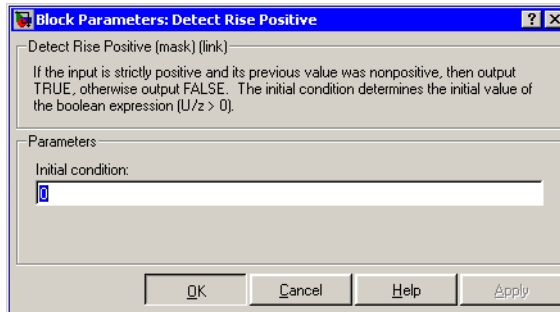 Block Parameters: Detect Rise Positive
Detect Rise Positive (mask) (link)
If the input is strictly positive and its previous value was nonpositive, then output
TRUE, otherwise output FALSE. The initial condition determines the initial value of
the boolean expression (U/z > 0).
Parameters
Initial condition:
0
OK Cancel Help Apply